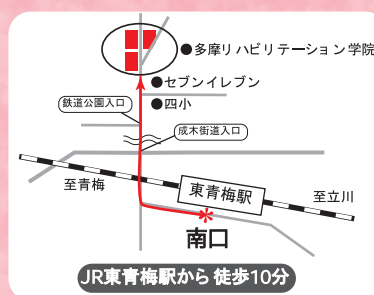 ●多摩リハビリテーション学院
●セブンイレブン
鉄道公園入口
●四小
成木街道入口
至青梅
東青梅駅
至立川
南口
JR東青梅駅から徒歩10分